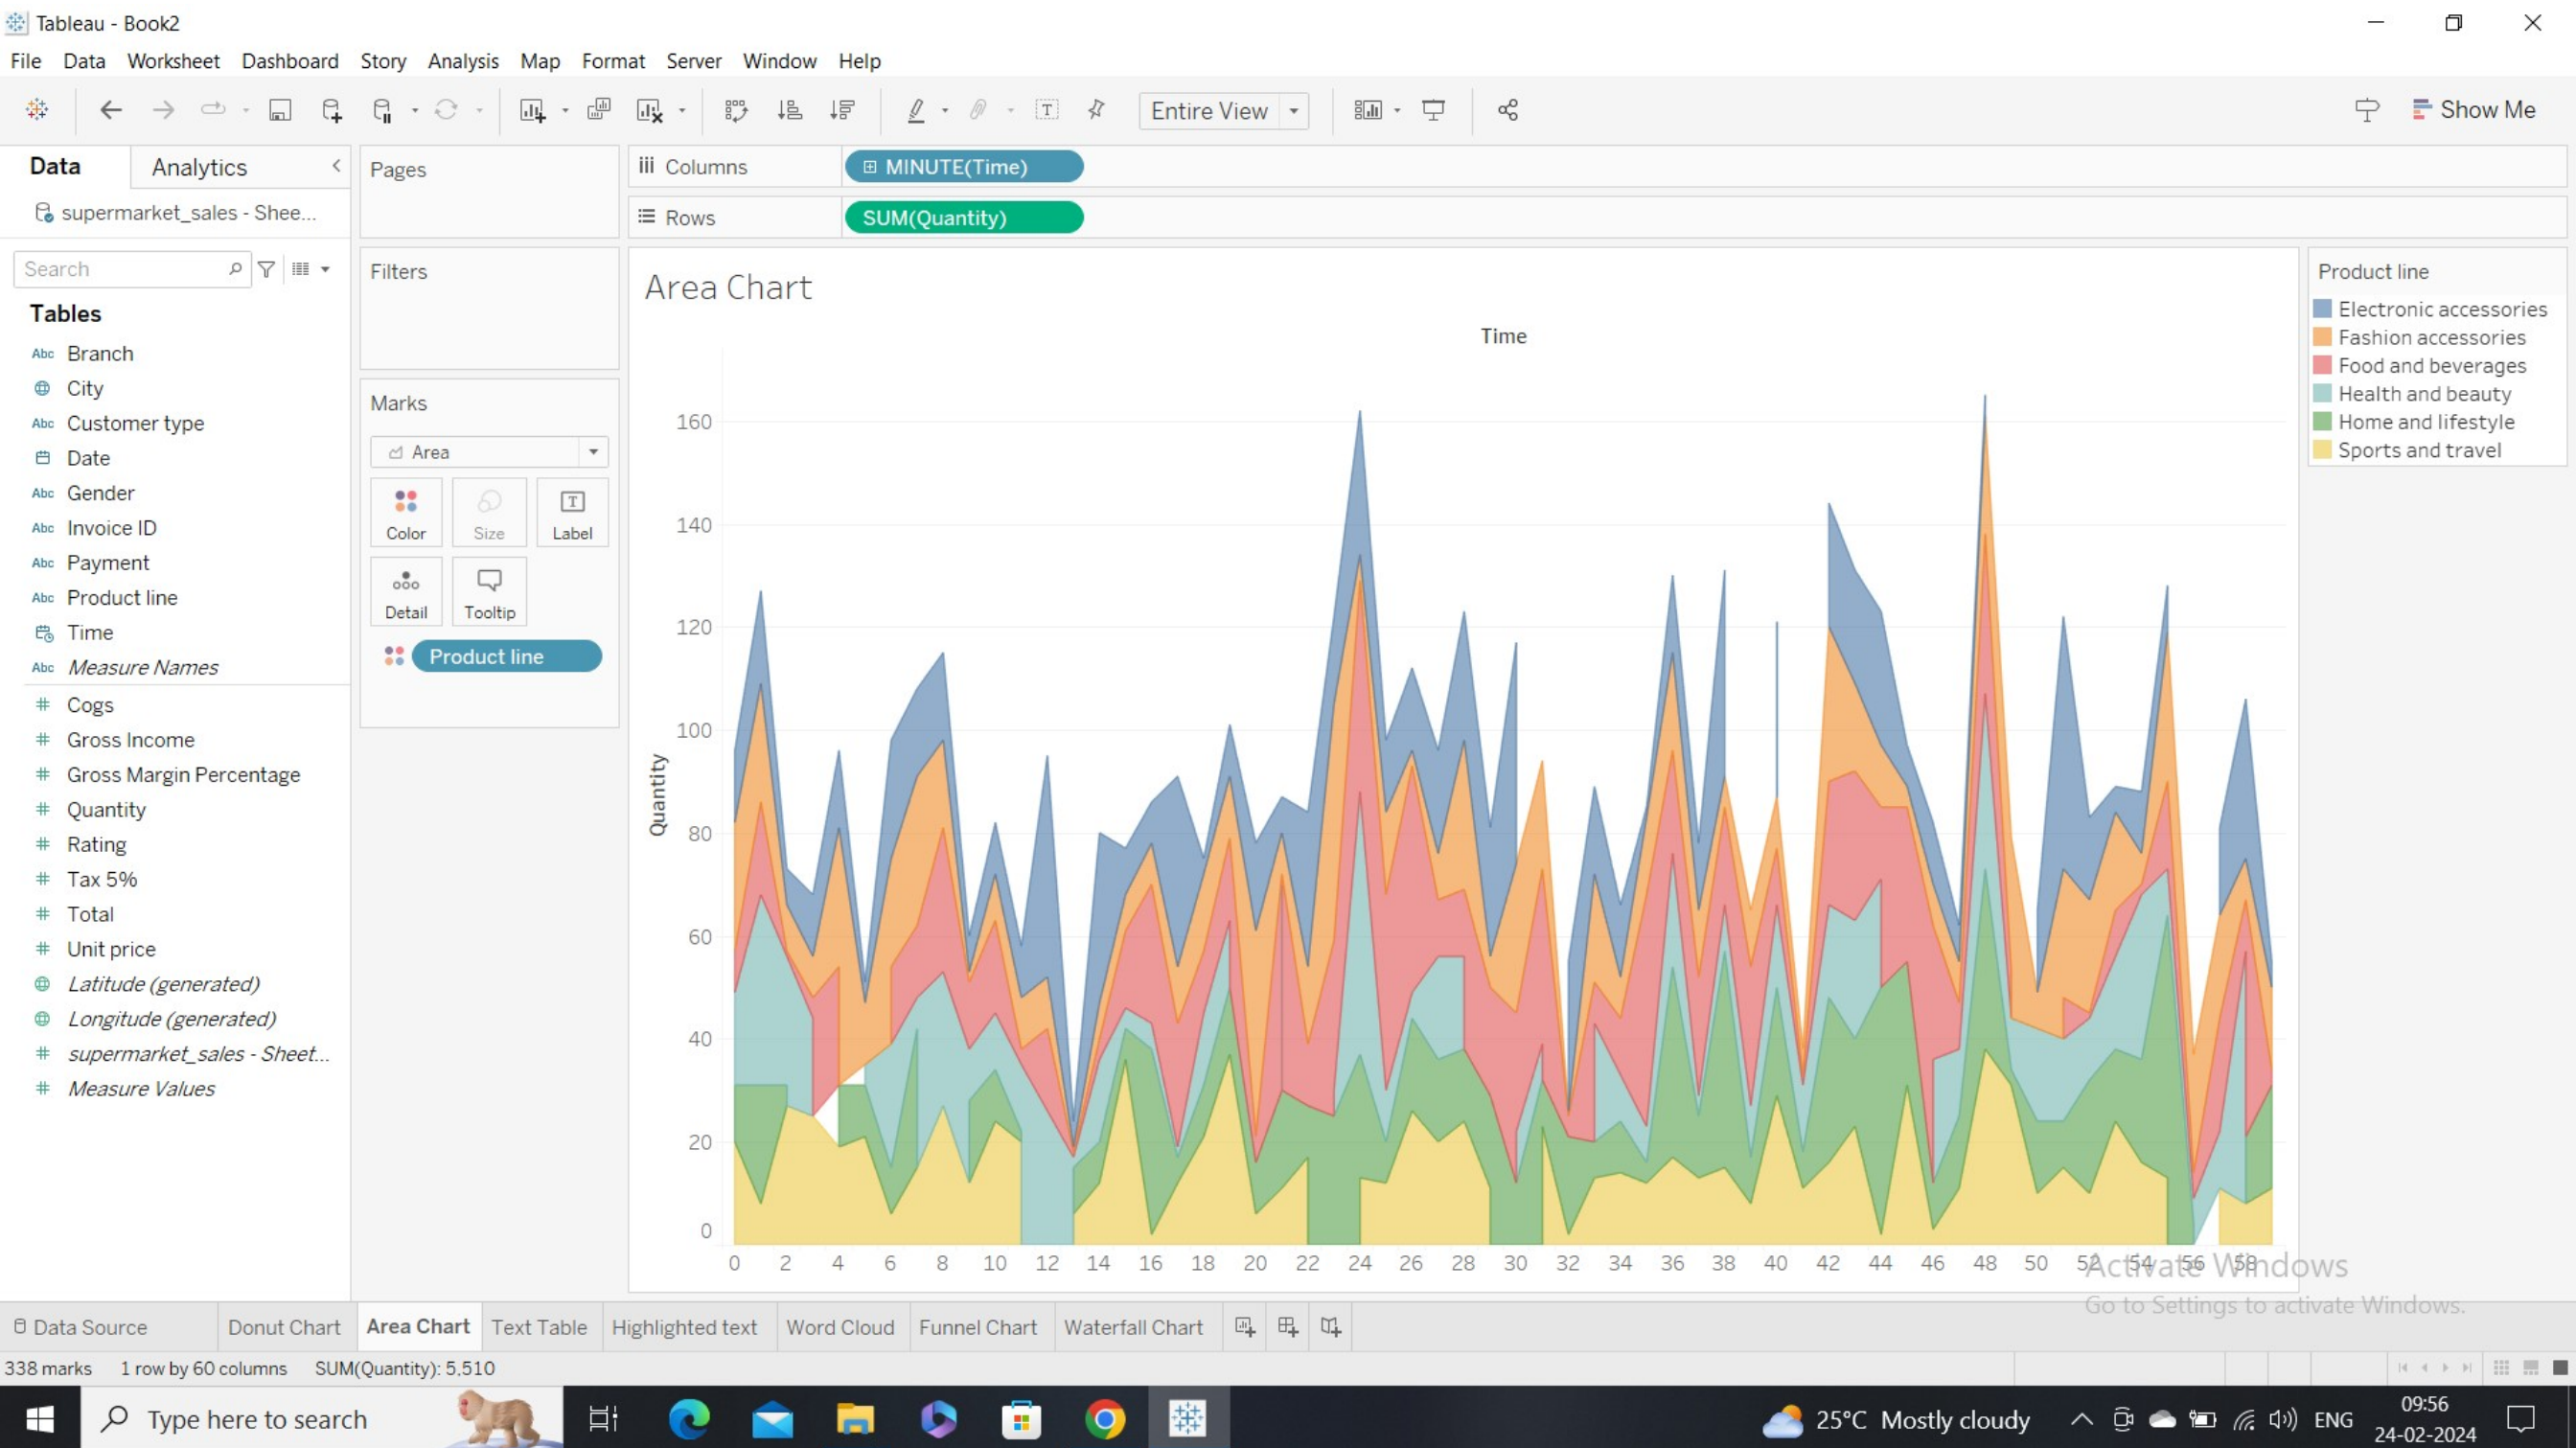 Tableau - Book2
File Data Worksheet Dashboard Story Analysis Map Format Server Window Help
Entire View
Show Me
Data Analytics
supermarket_sales - Shee...
Search
Tables
Abc Branch
City
Abc Customer type
Date
Abc Gender
Abc Invoice ID
Abc Payment
Abc Product line
Time
Abc Measure Names
# Cogs
# Gross Income
# Gross Margin Percentage
# Quantity
# Rating
# Tax 5%
# Total
# Unit price
Latitude (generated)
Longitude (generated)
# supermarket_sales - Sheet...
# Measure Values
Pages
Filters
Marks
Area
Color Size Label
Detail Tooltip
Product line
Columns MINUTE(Time)
Rows SUM(Quantity)
Area Chart
Time
Quantity
160
140
120
100
80
60
40
20
0
0 2 4 6 8 10 12 14 16 18 20 22 24 26 28 30 32 34 36 38 40 42 44 46 48 50 52 54 56 58
Product line
Electronic accessories
Fashion accessories
Food and beverages
Health and beauty
Home and lifestyle
Sports and travel
Activate Windows
Go to Settings to activate Windows.
Data Source Donut Chart Area Chart Text Table Highlighted text Word Cloud Funnel Chart Waterfall Chart
338 marks 1 row by 60 columns SUM(Quantity): 5,510
Type here to search
25°C Mostly cloudy
ENG
09:56
24-02-2024